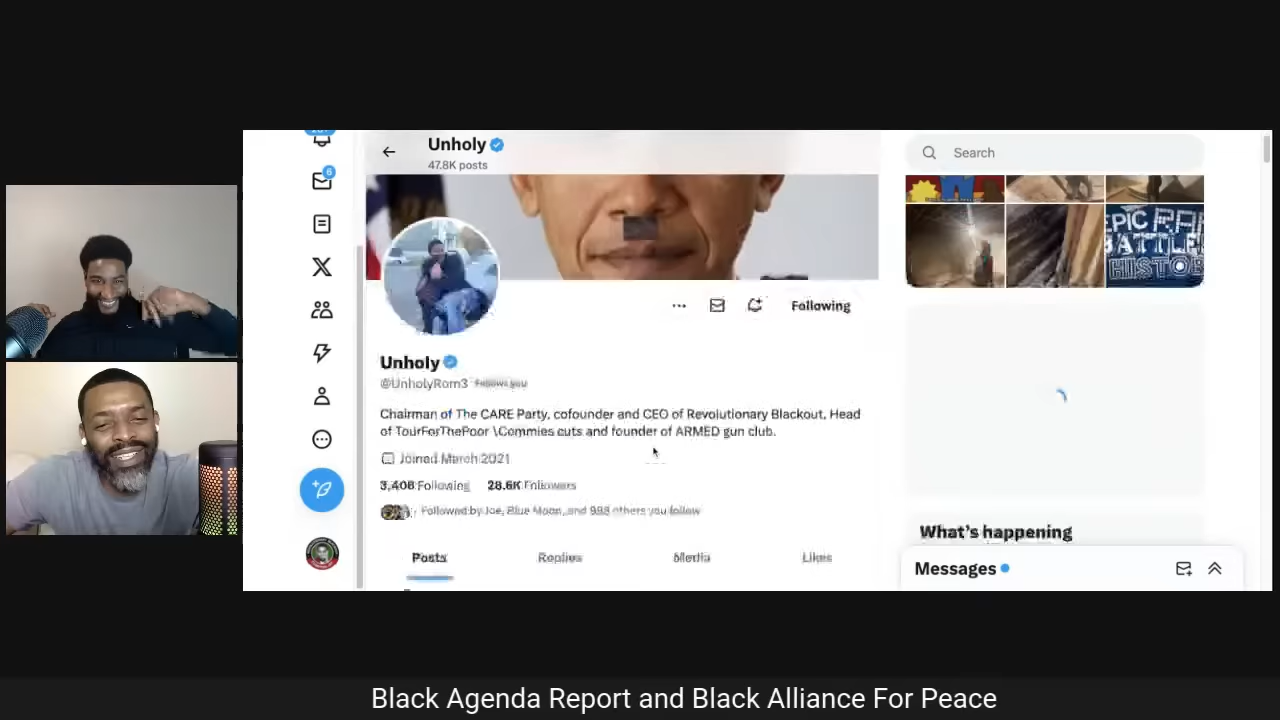 Unholy
47.8K posts
Search
6
EPIC RAP
BATTLES
HISTO
Following
Unholy
@UnholyRom3 Follows you
Chairman of The CARE Party, cofounder and CEO of Revolutionary Blackout, Head
of TourForThePoor \Commies cuts and founder of ARMED gun club.
Joined March 2021
3,408 Following 28.6K Followers
Followed by Joe, Blue Moon, and 998 others you follow
What's happening
Posts Replies Media Likes
Messages
Black Agenda Report and Black Alliance For Peace